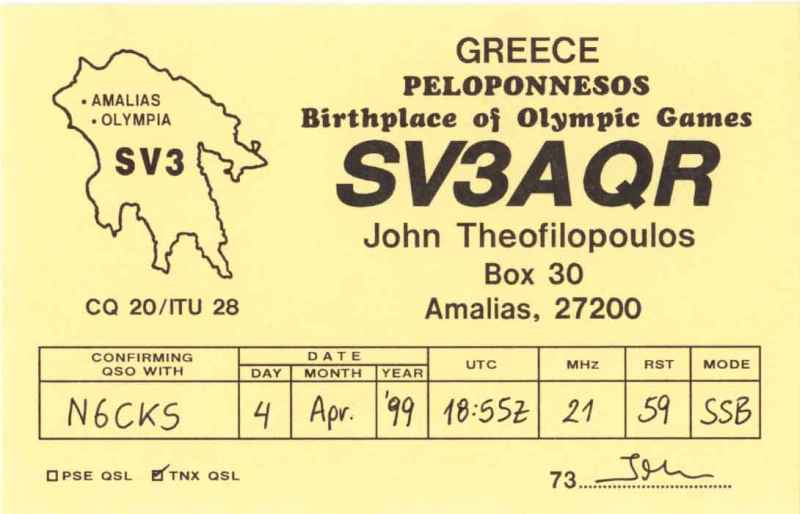 GREECE
PELOPONNESOS
Birthplace of Olympic Games
SV3AQR
John Theofilopoulos
Box 30
Amalias, 27200
AMALIAS
OLYMPIA
SV3
CQ 20/ITU 28
CONFIRMING QSO WITH
DATE
DAY MONTH YEAR
UTC
MHz
RST
MODE
N6CKS 4 Apr. '99 18:55Z 21 59 SSB
PSE QSL TNX QSL
73 John